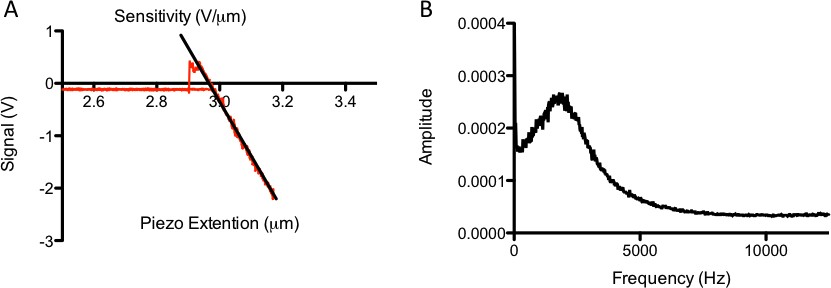 A
Sensitivity (V/μm)
1
0
2.6
2.8
3.0
3.2
3.4
-1
-2
-3
Signal (V)
Piezo Extention (μm)
B
0.0004
0.0003
0.0002
0.0001
0.0000
Amplitude
0
5000
10000
Frequency (Hz)